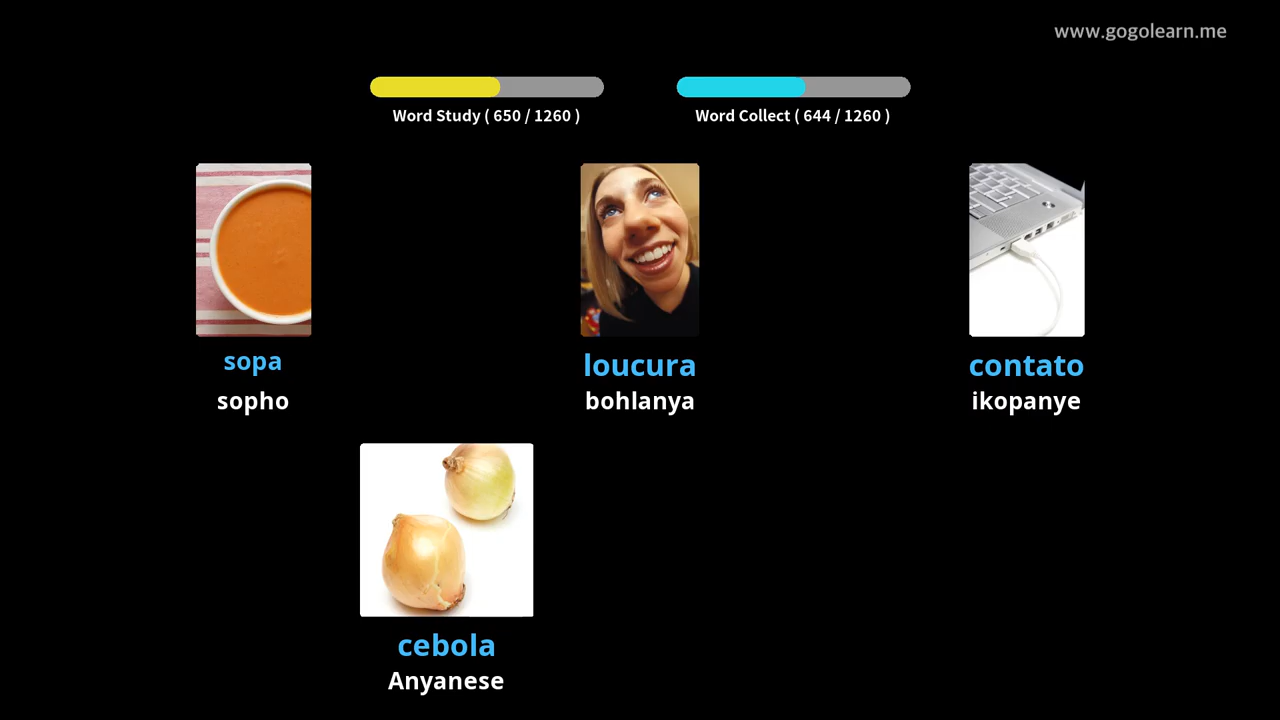 www.gogolearn.me
Word Study ( 650 / 1260 )
Word Collect ( 644 / 1260 )
sopa
sopho
loucura
bohlanya
contato
ikopanye
cebola
Anyanese